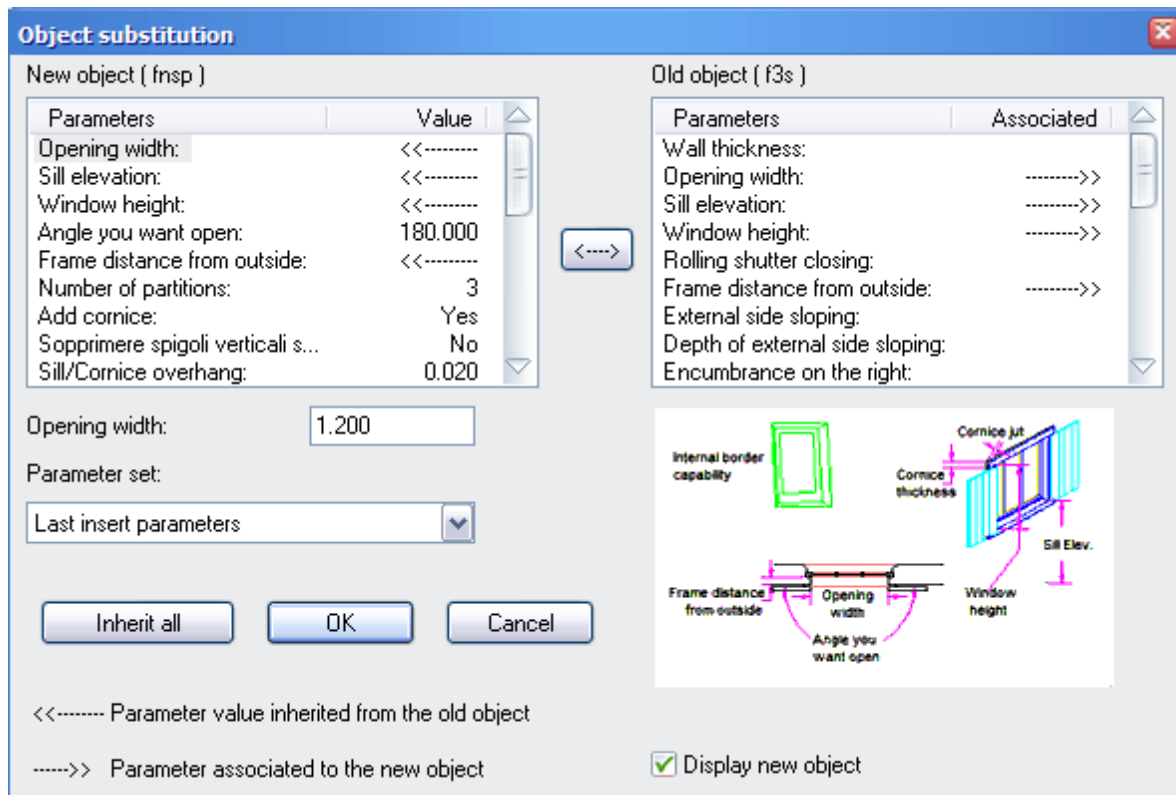 Object substitution
New object ( fnsp )
Old object ( f3s )
Parameters Value
Opening width: <<--------
Sill elevation: <<--------
Window height: <<--------
Angle you want open: 180.000
Frame distance from outside: <<--------
Number of partitions: 3
Add cornice: Yes
Sopprimere spigoli verticali s... No
Sill/Cornice overhang: 0.020
<---->
Parameters Associated
Wall thickness:
Opening width: ------->>
Sill elevation: ------->>
Window height: ------->>
Rolling shutter closing:
Frame distance from outside: ------->>
External side sloping:
Depth of external side sloping:
Encumbrance on the right:
Opening width: 1.200
Parameter set:
Last insert parameters
Inherit all OK Cancel
Internal border
capability
Cornice jut
Cornice
thickness
Sill Elev.
Frame distance
from outside
Opening
width
Window
height
Angle you
want open
<<-------- Parameter value inherited from the old object
------>> Parameter associated to the new object
Display new object